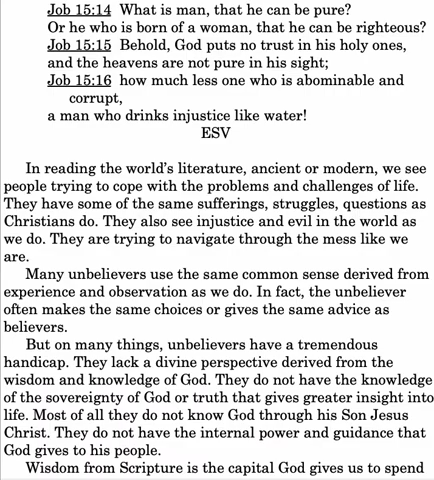 Job 15:14 What is man, that he can be pure?
Or he who is born of a woman, that he can be righteous?
Job 15:15 Behold, God puts no trust in his holy ones,
and the heavens are not pure in his sight;
Job 15:16 how much less one who is abominable and
corrupt,
a man who drinks injustice like water!
ESV
In reading the world's literature, ancient or modern, we see
people trying to cope with the problems and challenges of life.
They have some of the same sufferings, struggles, questions as
Christians do. They also see injustice and evil in the world as
we do. They are trying to navigate through the mess like we
are.
Many unbelievers use the same common sense derived from
experience and observation as we do. In fact, the unbeliever
often makes the same choices or gives the same advice as
believers.
But on many things, unbelievers have a tremendous
handicap. They lack a divine perspective derived from the
wisdom and knowledge of God. They do not have the knowledge
of the sovereignty of God or truth that gives greater insight into
life. Most of all they do not know God through his Son Jesus
Christ. They do not have the internal power and guidance that
God gives to his people.
Wisdom from Scripture is the capital God gives us to spend